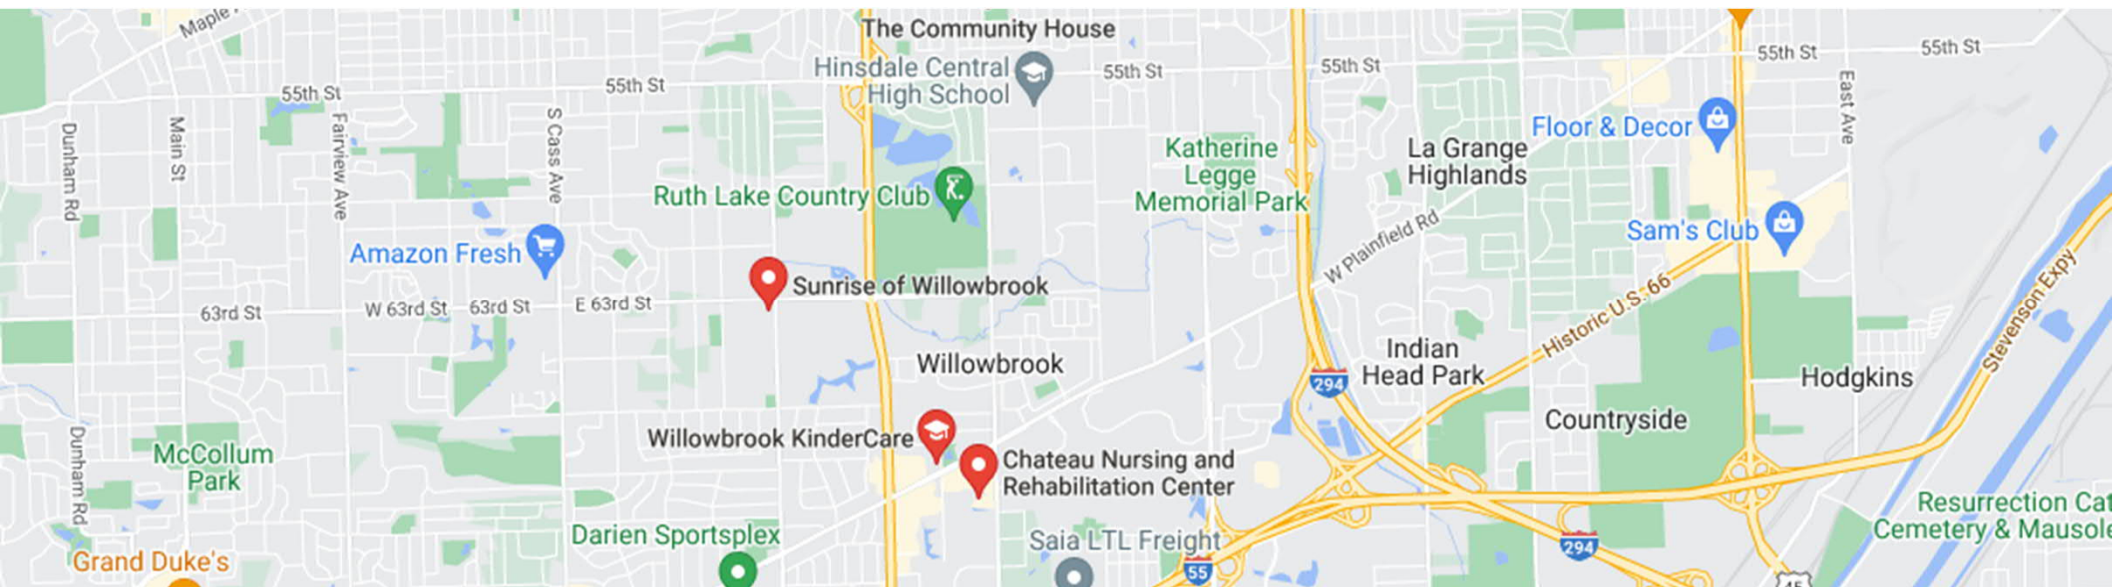 Maple
The Community House
Hinsdale Central
High School
55th St
55th St
55th St
55th St
55th St
55th St
Dunham Rd
Main St
Fairview Ave
S Cass Ave
East Ave
Floor & Decor
Katherine
Legge
Memorial Park
La Grange
Highlands
Ruth Lake Country Club
Amazon Fresh
Sam's Club
W Plainfield Rd
Sunrise of Willowbrook
63rd St
W 63rd St
63rd St
E 63rd St
Historic U.S. 66
Stevenson Expy
Willowbrook
Indian
Head Park
294
Hodgkins
Countryside
Willowbrook KinderCare
McCollum
Park
Dunham Rd
Chateau Nursing and
Rehabilitation Center
Resurrection Cat
Cemetery & Mausole
Darien Sportsplex
Saia LTL Freight
294
Grand Duke's
55
45